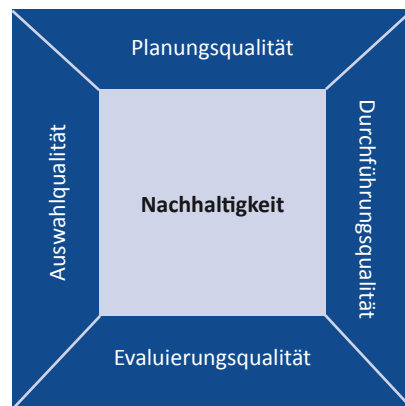 Planungsqualität
Auswahlqualität
Nachhaltigkeit
Durchführungsqualität
Evaluierungsqualität